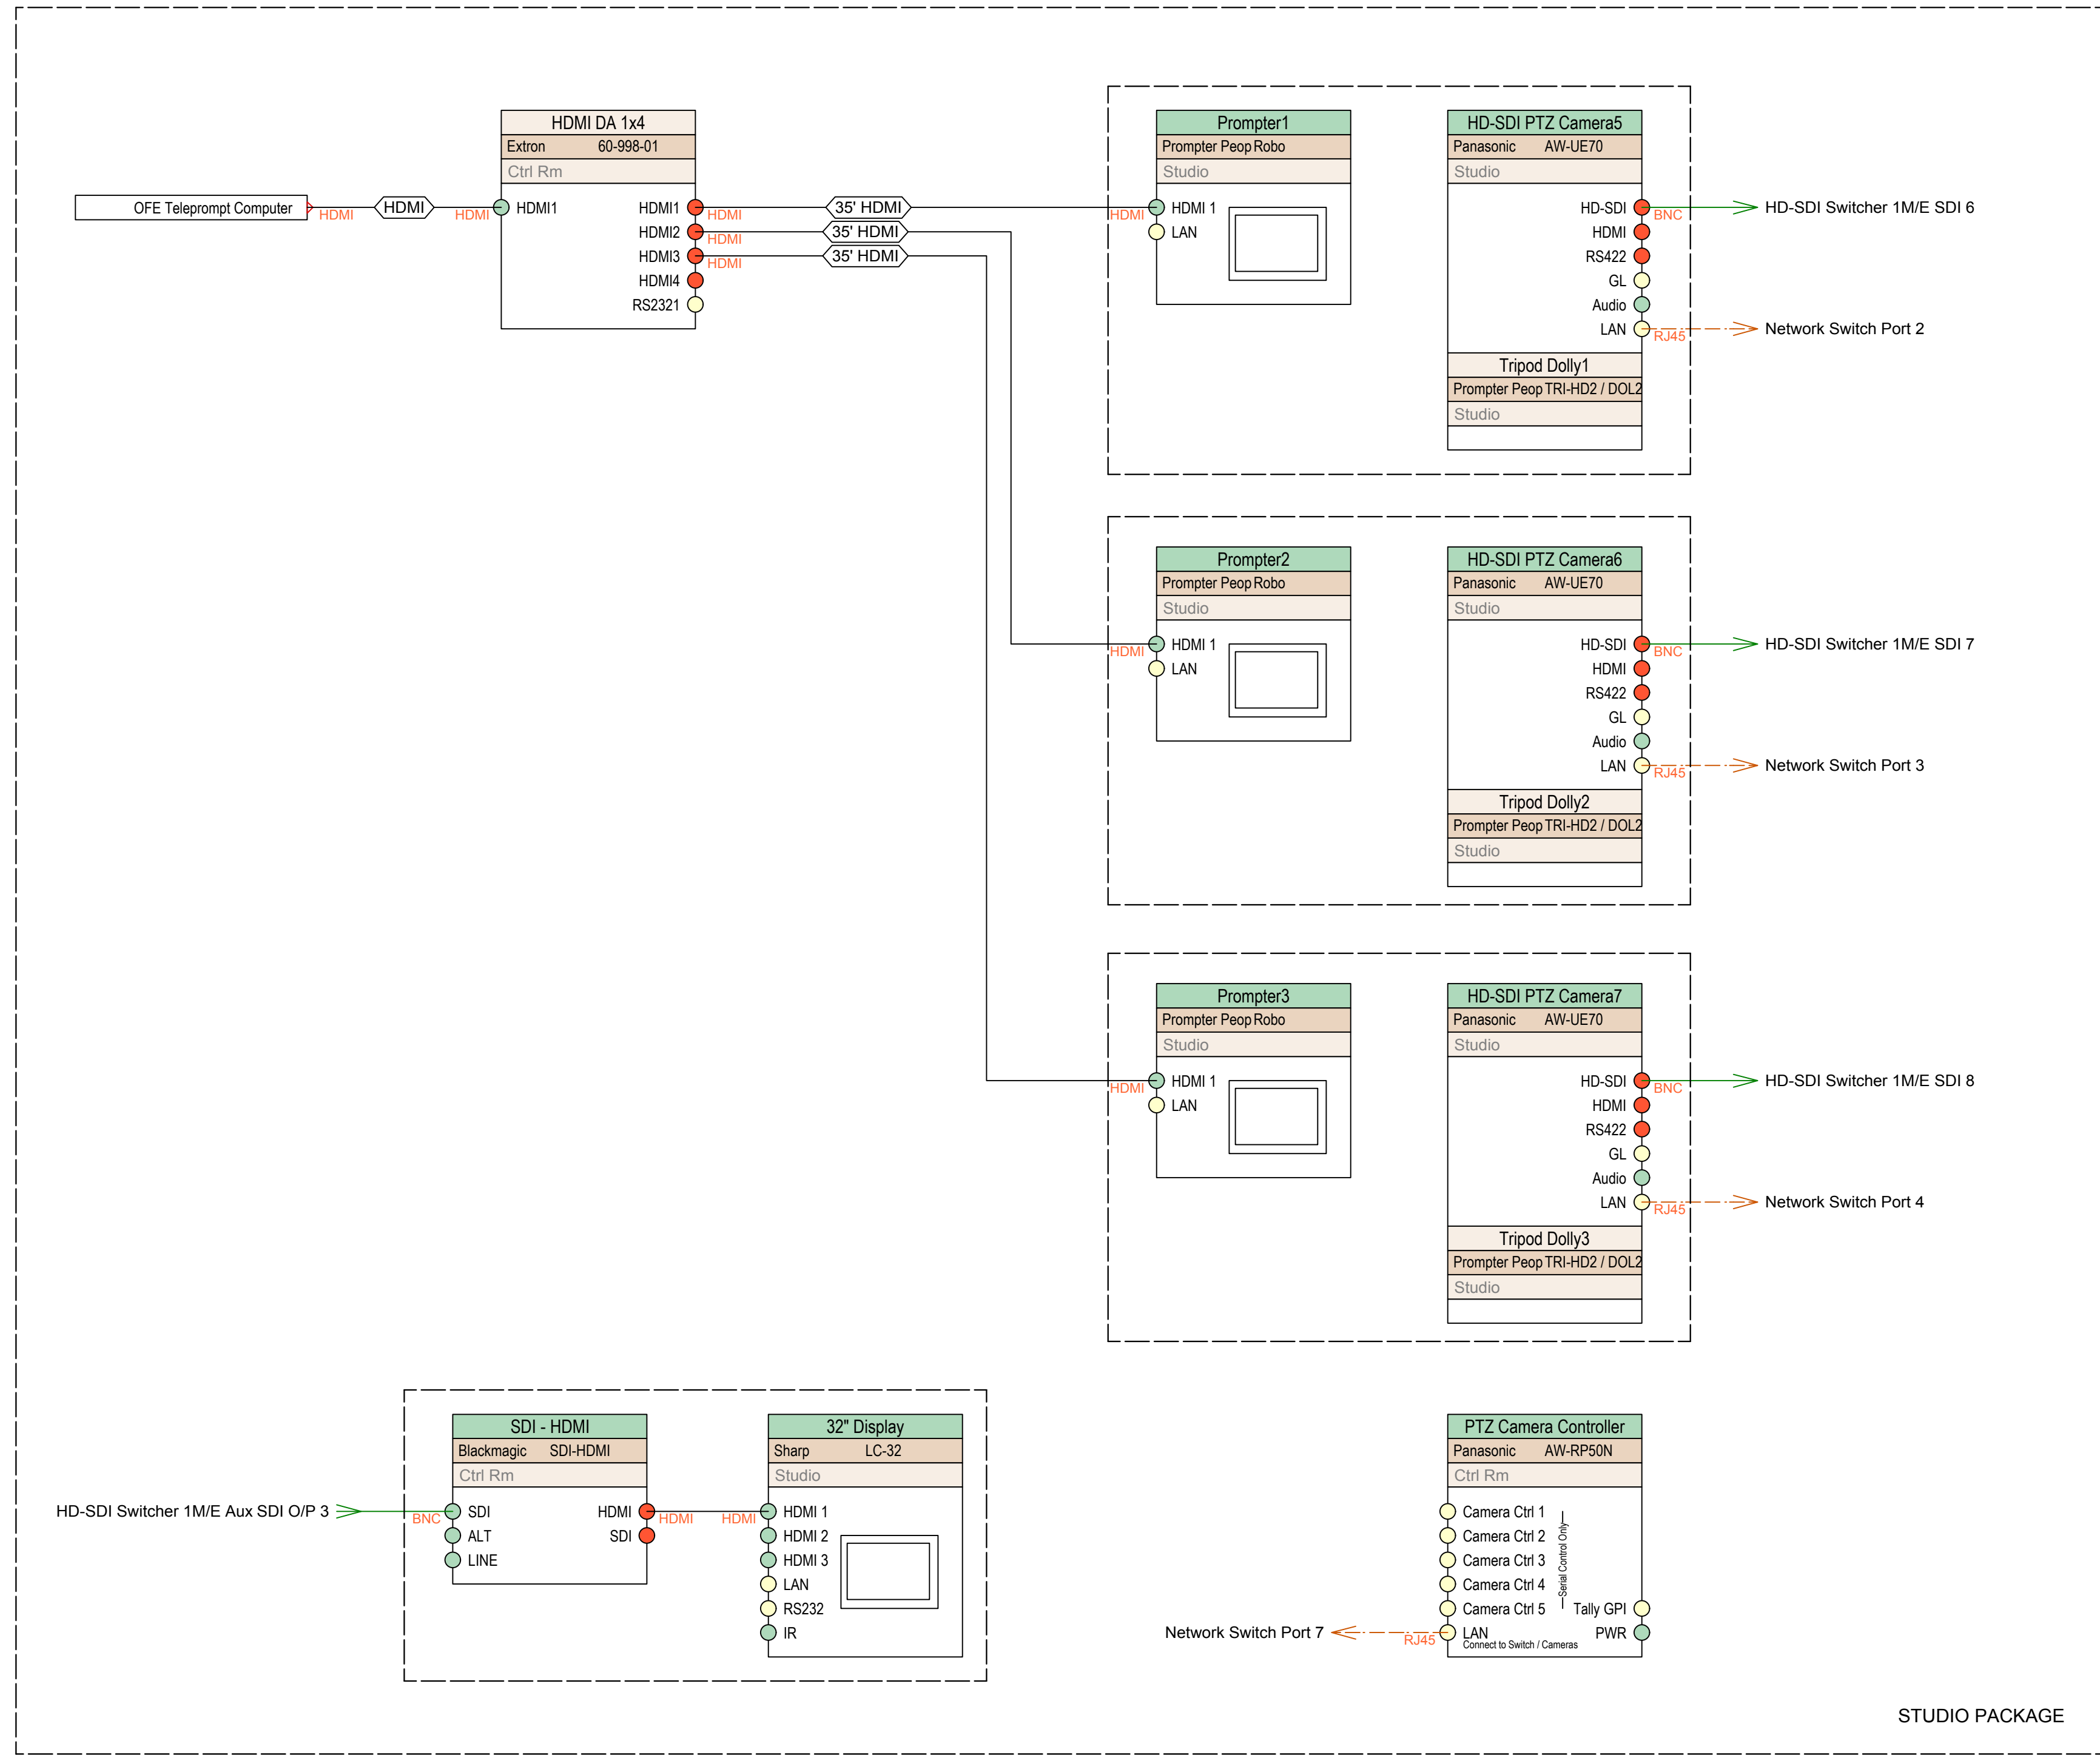 HDMI DA 1x4
Extron 60-998-01
Ctrl Rm
OFE Teleprompt Computer
HDMI
HDMI
HDMI
HDMI1
HDMI1
HDMI2
HDMI3
HDMI4
RS2321
HDMI
HDMI
HDMI
35' HDMI
35' HDMI
35' HDMI
Prompter1
Prompter Peop Robo
Studio
HDMI
HDMI 1
LAN
HD-SDI PTZ Camera5
Panasonic AW-UE70
Studio
HD-SDI
HDMI
RS422
GL
Audio
LAN
BNC
HD-SDI Switcher 1M/E SDI 6
RJ45
Network Switch Port 2
Tripod Dolly1
Prompter Peop TRI-HD2 / DOL2
Studio
Prompter2
Prompter Peop Robo
Studio
HDMI
HDMI 1
LAN
HD-SDI PTZ Camera6
Panasonic AW-UE70
Studio
HD-SDI
HDMI
RS422
GL
Audio
LAN
BNC
HD-SDI Switcher 1M/E SDI 7
RJ45
Network Switch Port 3
Tripod Dolly2
Prompter Peop TRI-HD2 / DOL2
Studio
Prompter3
Prompter Peop Robo
Studio
HDMI
HDMI 1
LAN
HD-SDI PTZ Camera7
Panasonic AW-UE70
Studio
HD-SDI
HDMI
RS422
GL
Audio
LAN
BNC
HD-SDI Switcher 1M/E SDI 8
RJ45
Network Switch Port 4
Tripod Dolly3
Prompter Peop TRI-HD2 / DOL2
Studio
HD-SDI Switcher 1M/E Aux SDI O/P 3
BNC
SDI - HDMI
Blackmagic SDI-HDMI
Ctrl Rm
SDI
ALT
LINE
HDMI
SDI
HDMI
HDMI
32" Display
Sharp LC-32
Studio
HDMI 1
HDMI 2
HDMI 3
LAN
RS232
IR
PTZ Camera Controller
Panasonic AW-RP50N
Ctrl Rm
Camera Ctrl 1
Camera Ctrl 2
Camera Ctrl 3
Camera Ctrl 4
Camera Ctrl 5
Serial Control Only
Tally GPI
PWR
LAN
Connect to Switch / Cameras
RJ45
Network Switch Port 7
STUDIO PACKAGE